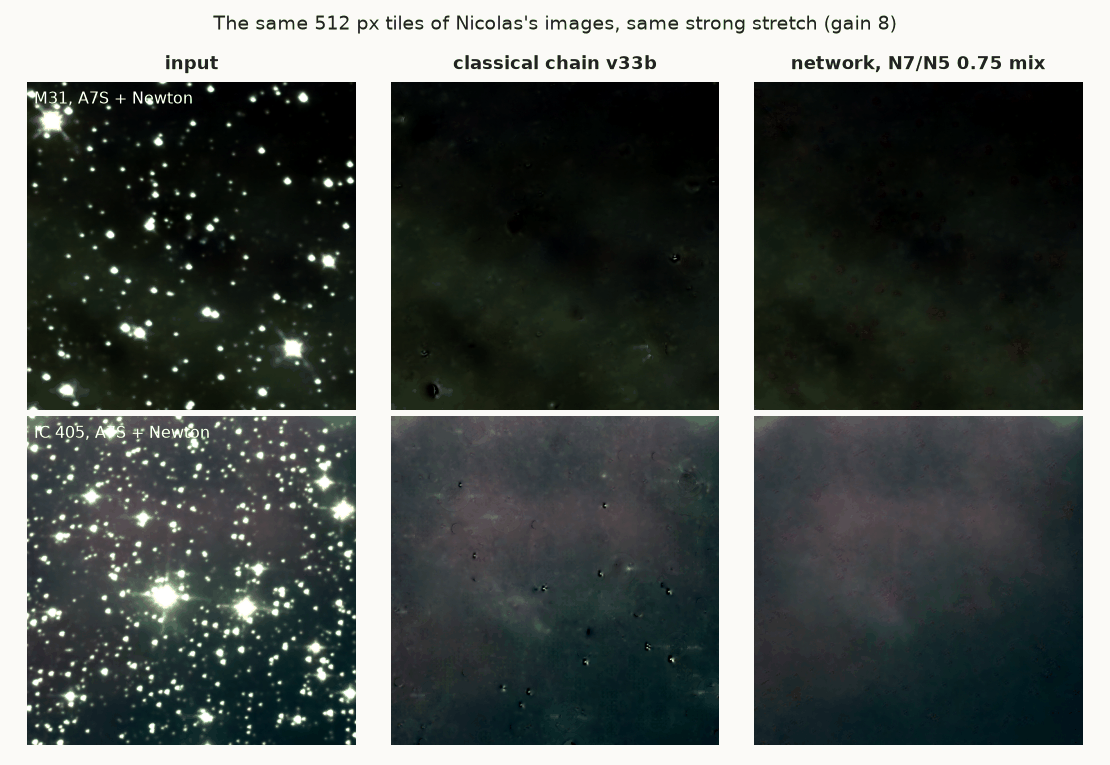 The same 512 px tiles of Nicolas's images, same strong stretch (gain 8)
input
classical chain v33b
network, N7/N5 0.75 mix
M31, A7S + Newton
IC 405, A7S + Newton